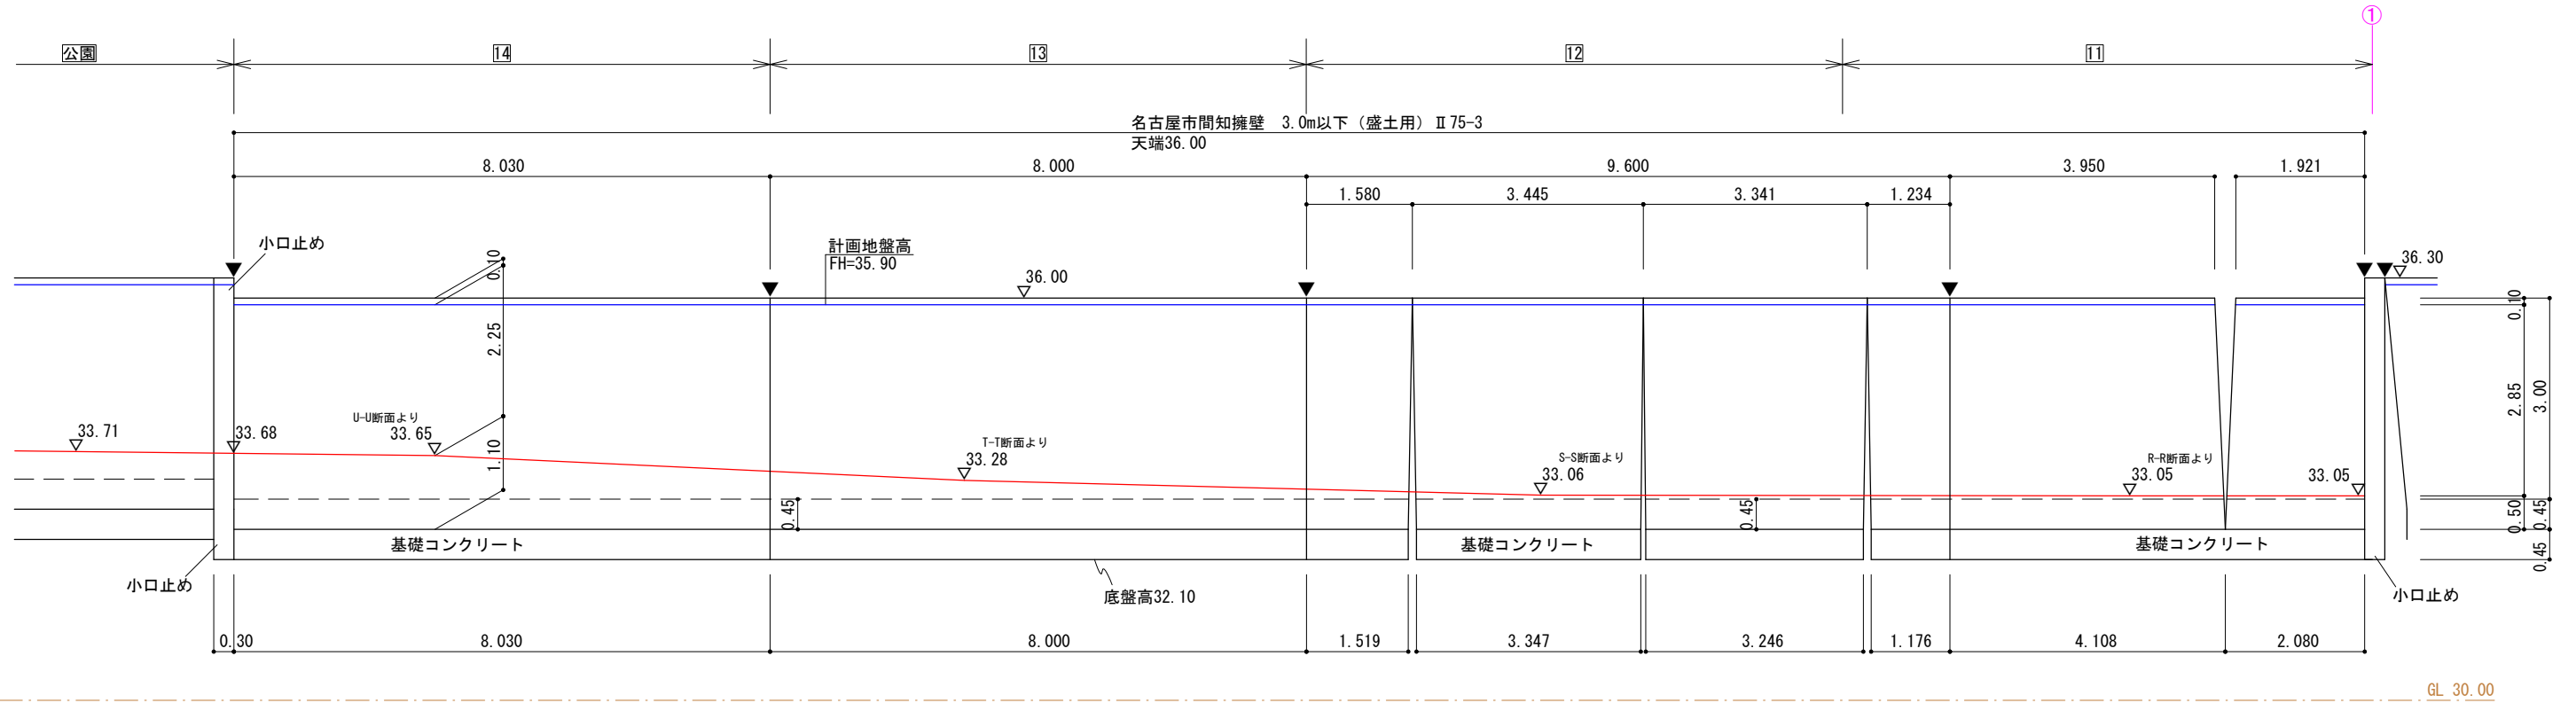 ①
公園
14
13
12
11
名古屋市間知擁壁　3.0m以下（盛土用）Ⅱ75-3
天端36.00
8.030
8.000
9.600
3.950
1.921
1.580
3.445
3.341
1.234
小口止め
計画地盤高
FH=35.90
36.00
36.30
0.10
2.25
1.10
0.10
2.85
3.00
0.50
0.45
0.45
33.71
33.68
U-U断面より
33.65
T-T断面より
33.28
S-S断面より
33.06
R-R断面より
33.05
33.05
0.45
0.45
基礎コンクリート
基礎コンクリート
基礎コンクリート
小口止め
底盤高32.10
小口止め
0.30
8.030
8.000
1.519
3.347
3.246
1.176
4.108
2.080
GL 30.00